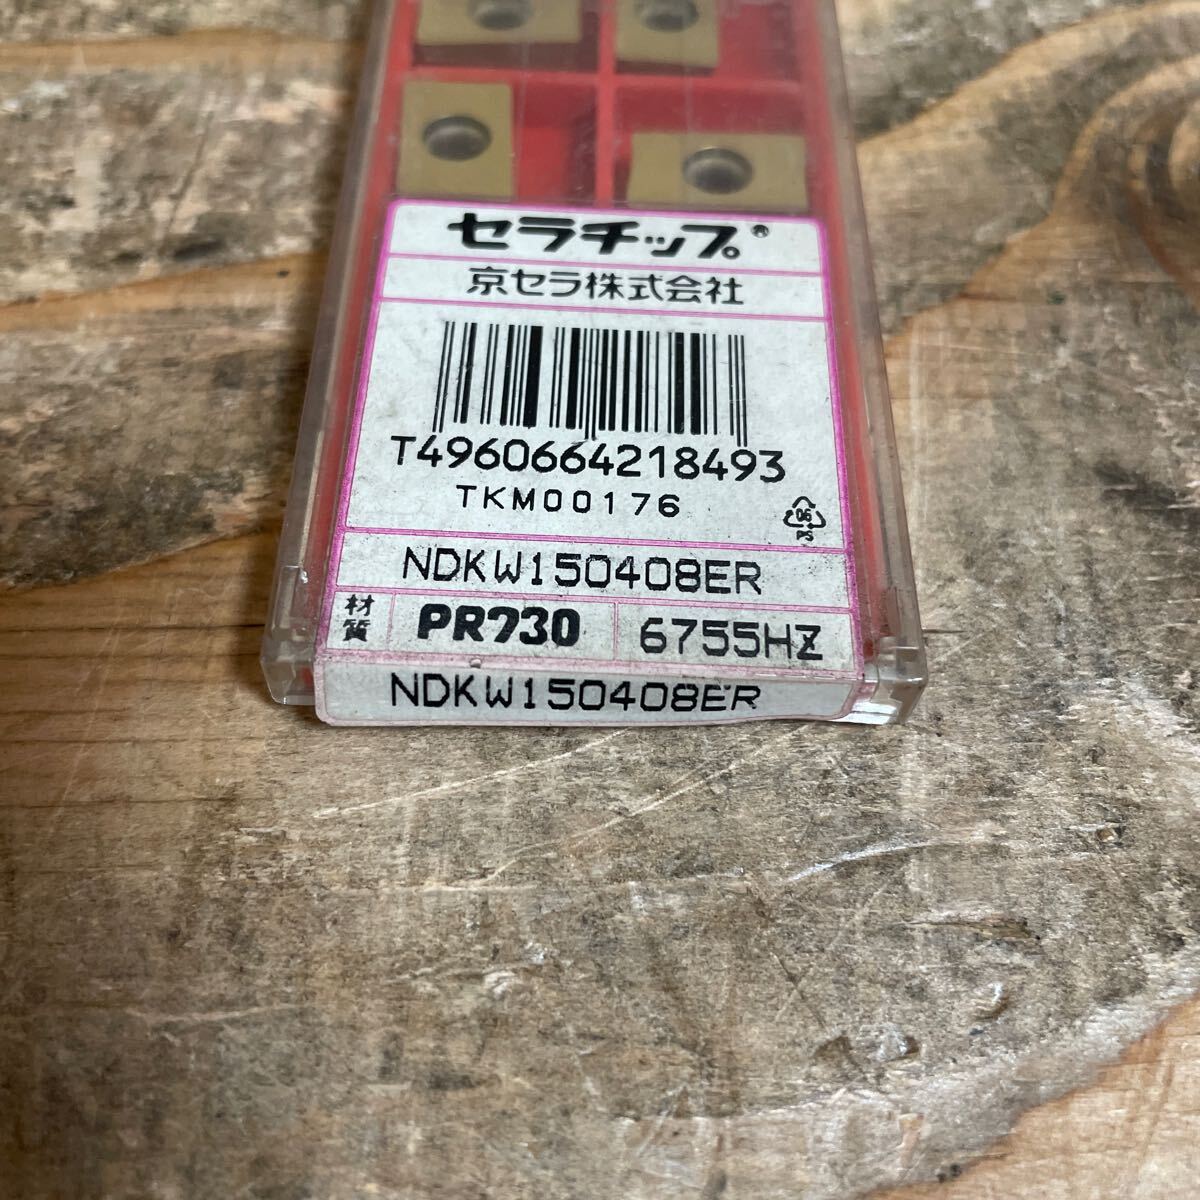 セラチップ®
京セラ株式会社
T4960664218493
TKM00176
06
PS
NDKW150408ER
材質 PR730 6755HZ
NDKW150408ER